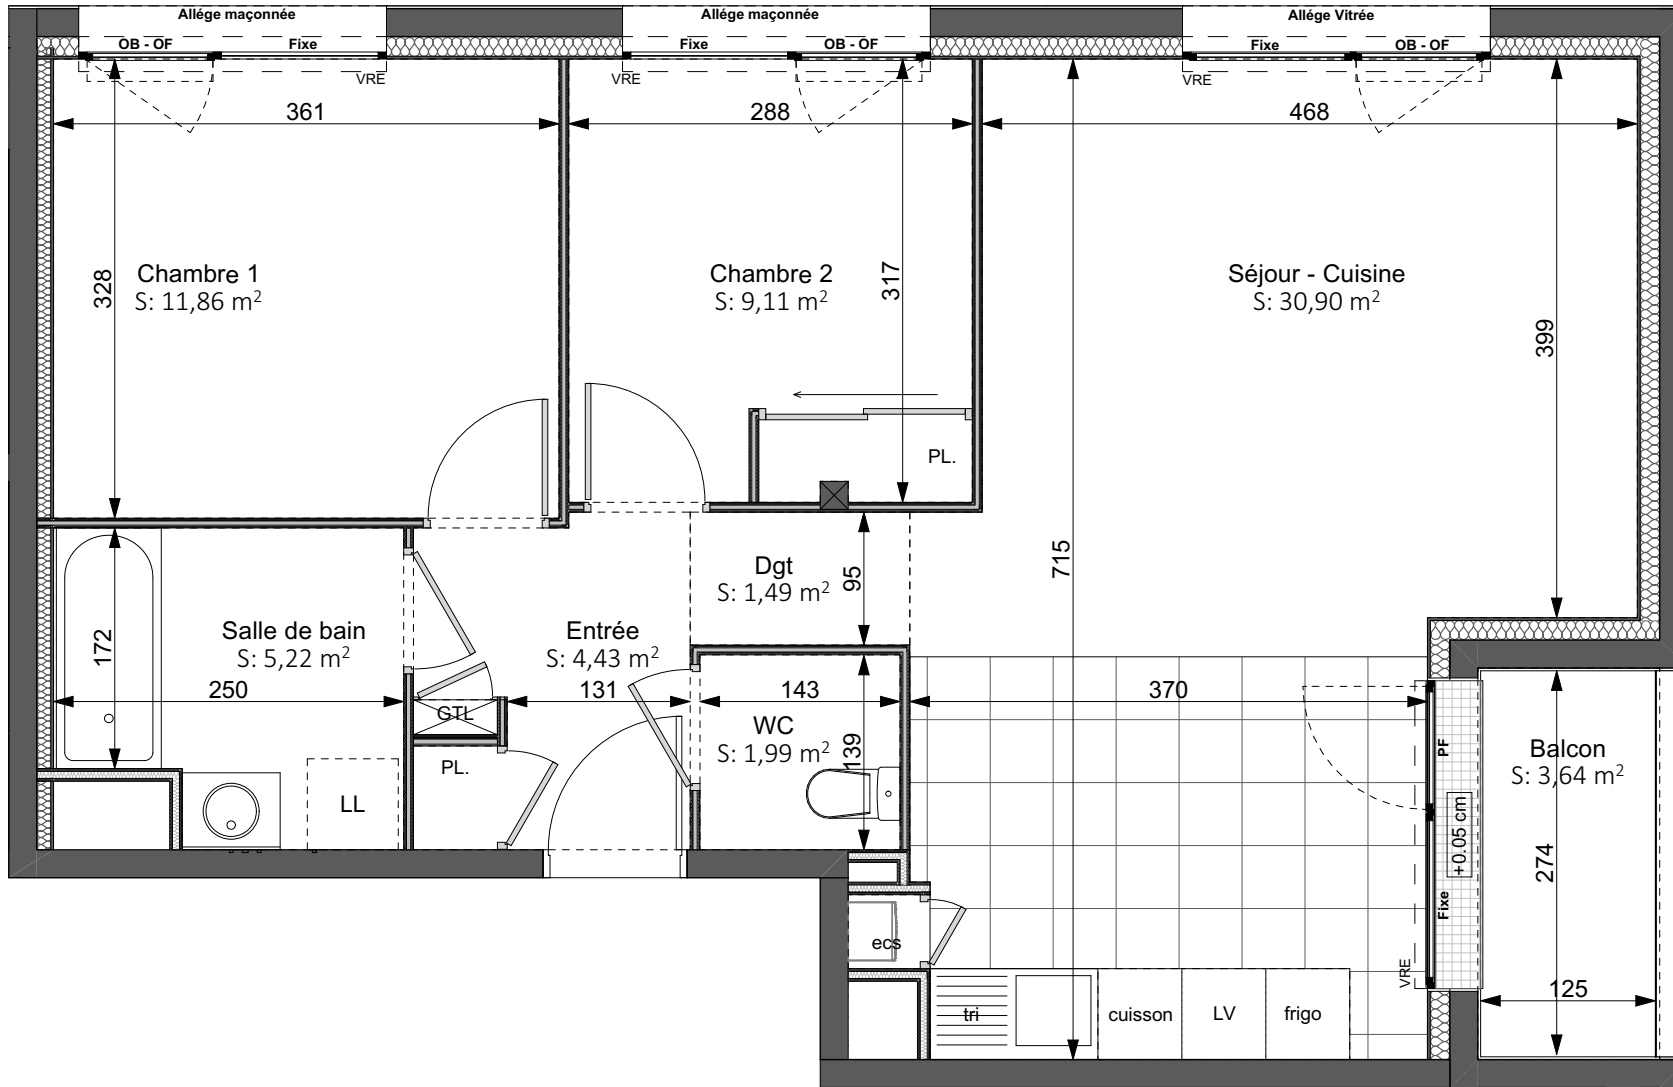 Allége maçonnée
Allége maçonnée
Allége Vitrée
OB - OF
Fixe
Fixe
OB - OF
Fixe
OB - OF
VRE
VRE
VRE
361
288
468
Chambre 1
S: 11,86 m²
328
Chambre 2
S: 9,11 m²
317
Séjour - Cuisine
S: 30,90 m²
399
PL.
715
Dgt
S: 1,49 m²
95
Salle de bain
S: 5,22 m²
172
250
Entrée
S: 4,43 m²
131
143
370
GTL
WC
S: 1,99 m²
139
PL.
LL
PF
Balcon
S: 3,64 m²
+0.05 cm
274
Fixe
ecs
VRE
125
tri
cuisson
LV
frigo